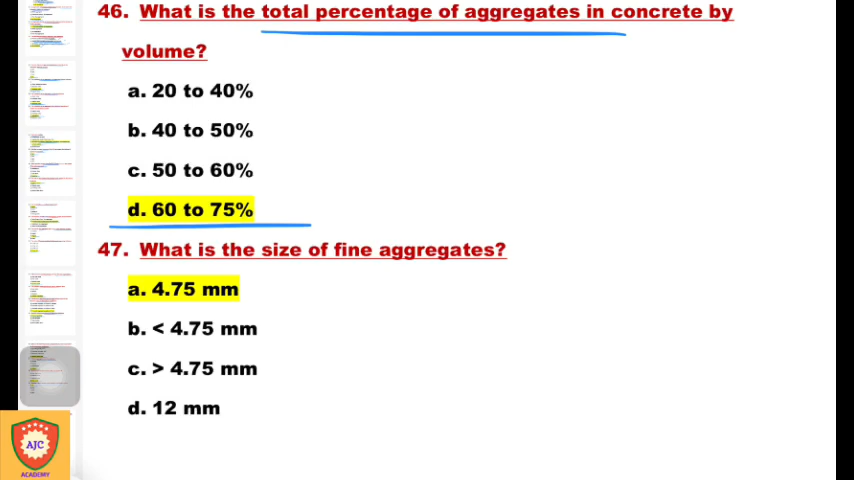 46. What is the total percentage of aggregates in concrete by
volume?
a. 20 to 40%
b. 40 to 50%
c. 50 to 60%
d. 60 to 75%
47. What is the size of fine aggregates?
a. 4.75 mm
b. < 4.75 mm
c. > 4.75 mm
d. 12 mm
AJC
ACADEMY